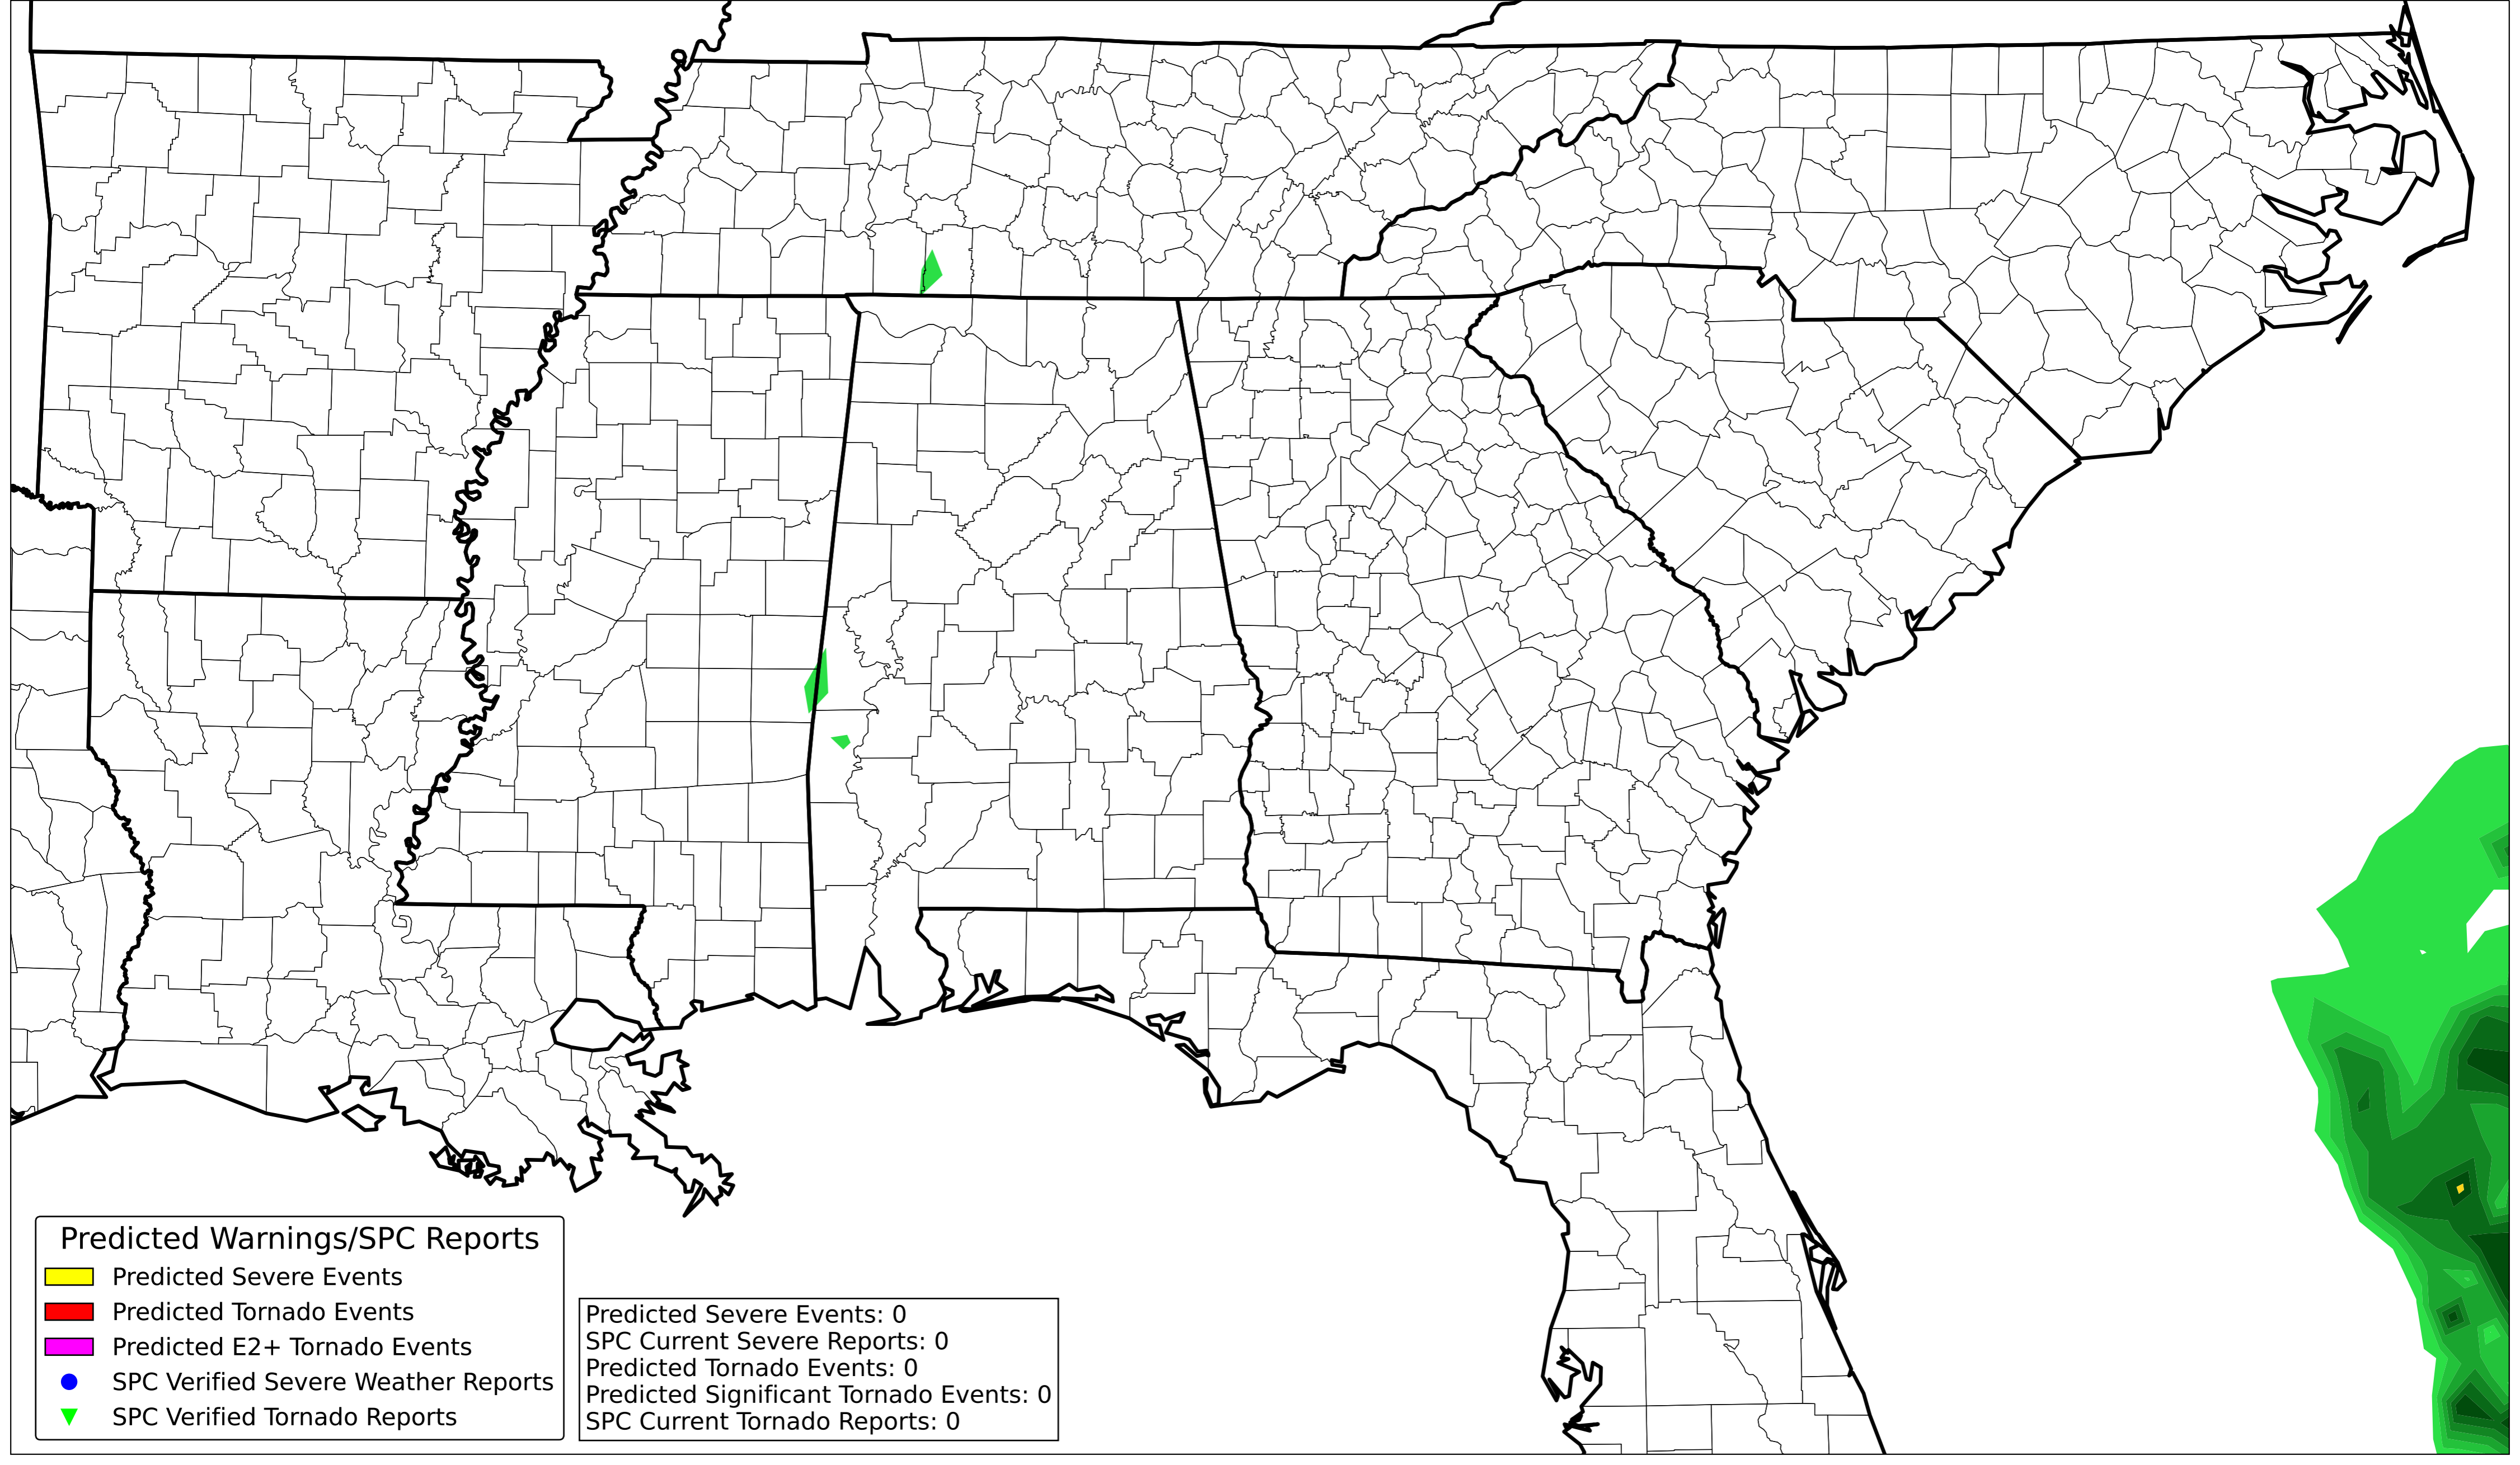 Predicted Warnings/SPC Reports
Predicted Severe Events
Predicted Tornado Events
Predicted E2+ Tornado Events
SPC Verified Severe Weather Reports
SPC Verified Tornado Reports
Predicted Severe Events: 0
SPC Current Severe Reports: 0
Predicted Tornado Events: 0
Predicted Significant Tornado Events: 0
SPC Current Tornado Reports: 0